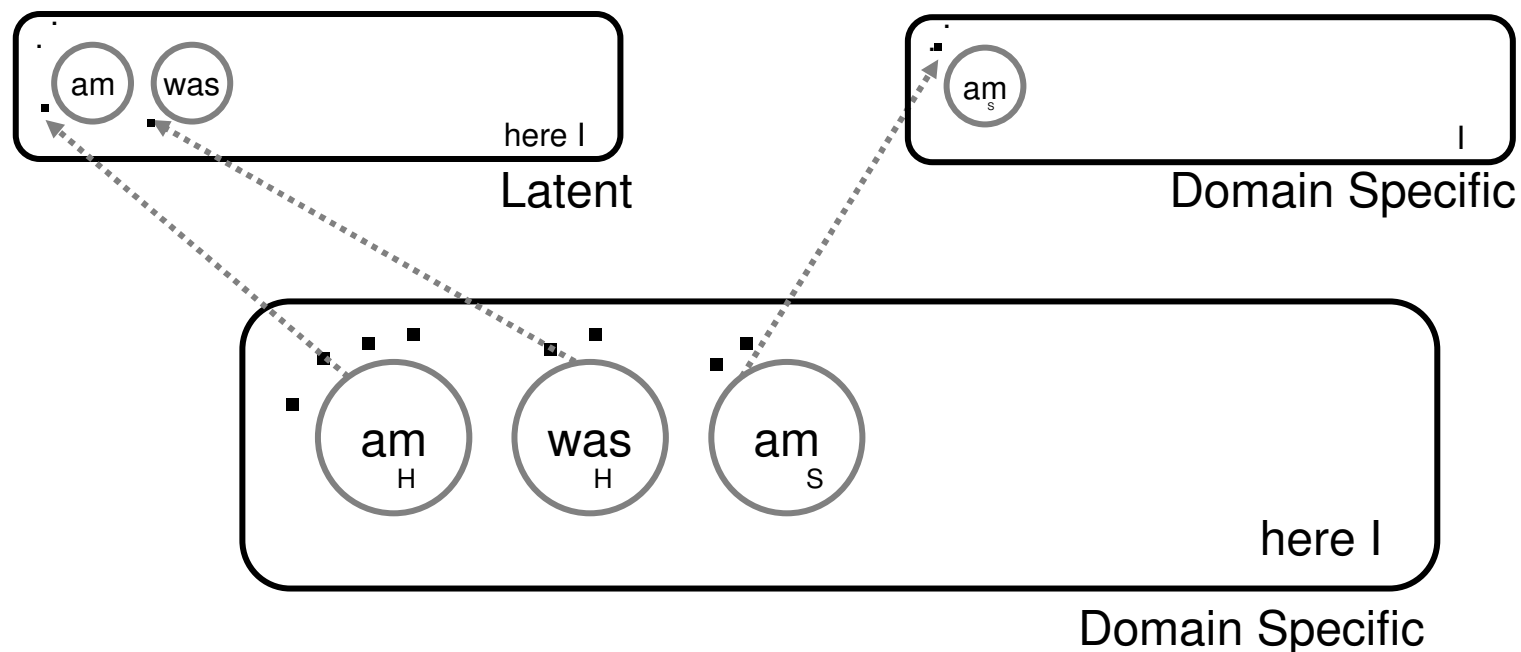 am was
here I
Latent
am S
I
Domain Specific
am H was H am S
here I
Domain Specific